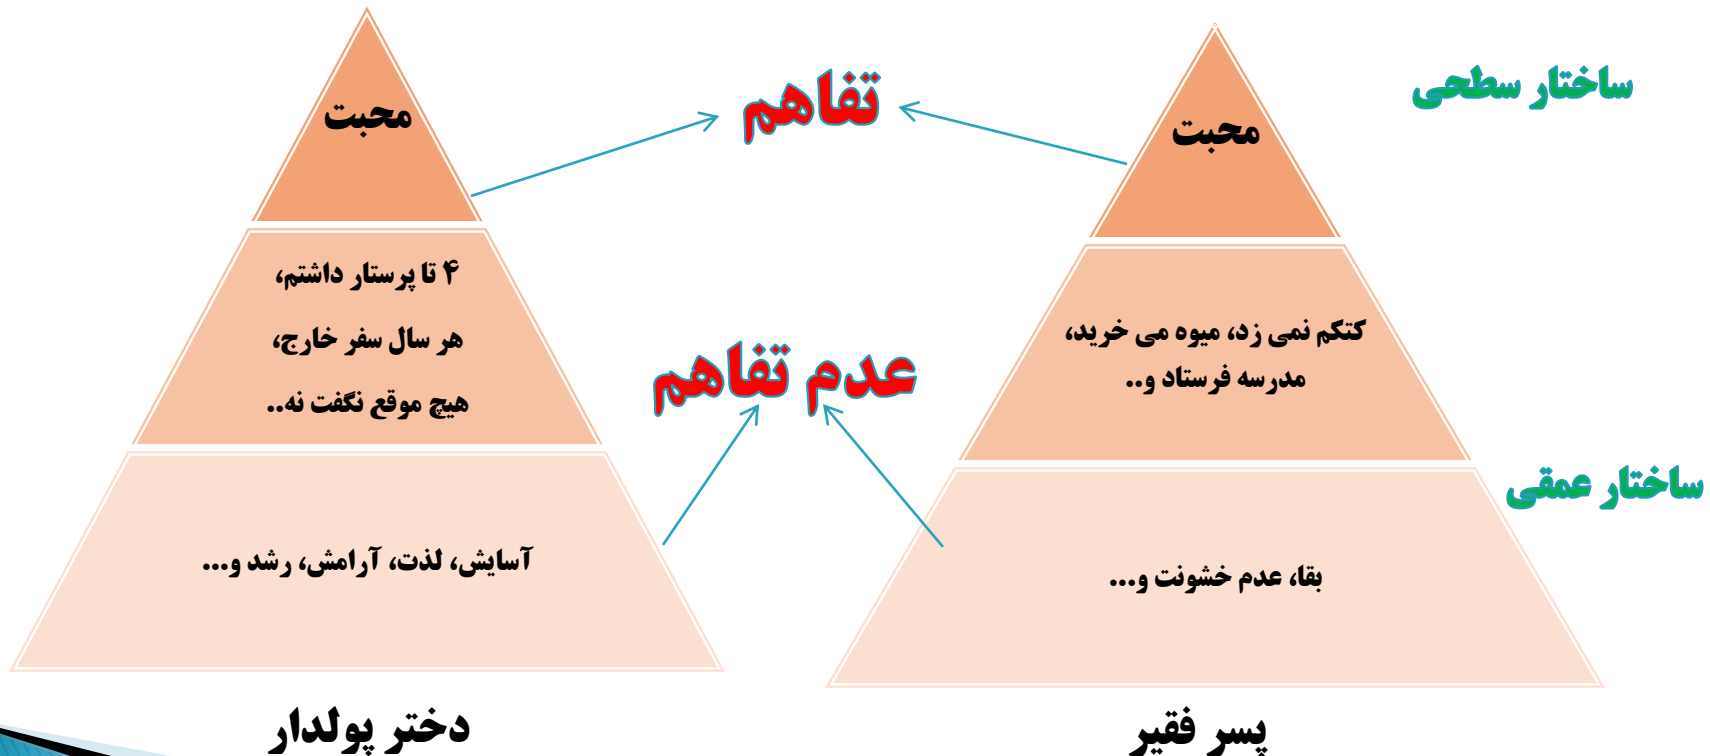 ساختار سطحی
تفاهم
محبت
محبت
کتکم نمی زد، میوه می خرید،
مدرسه فرستاد و..
۴ تا پرستار داشتم،
هر سال سفر خارج،
هیچ موقع نگفت نه..
عدم تفاهم
ساختار عمقی
بقا، عدم خشونت و...
آسایش، لذت، آرامش، رشد و...
پسر فقیر
دختر پولدار